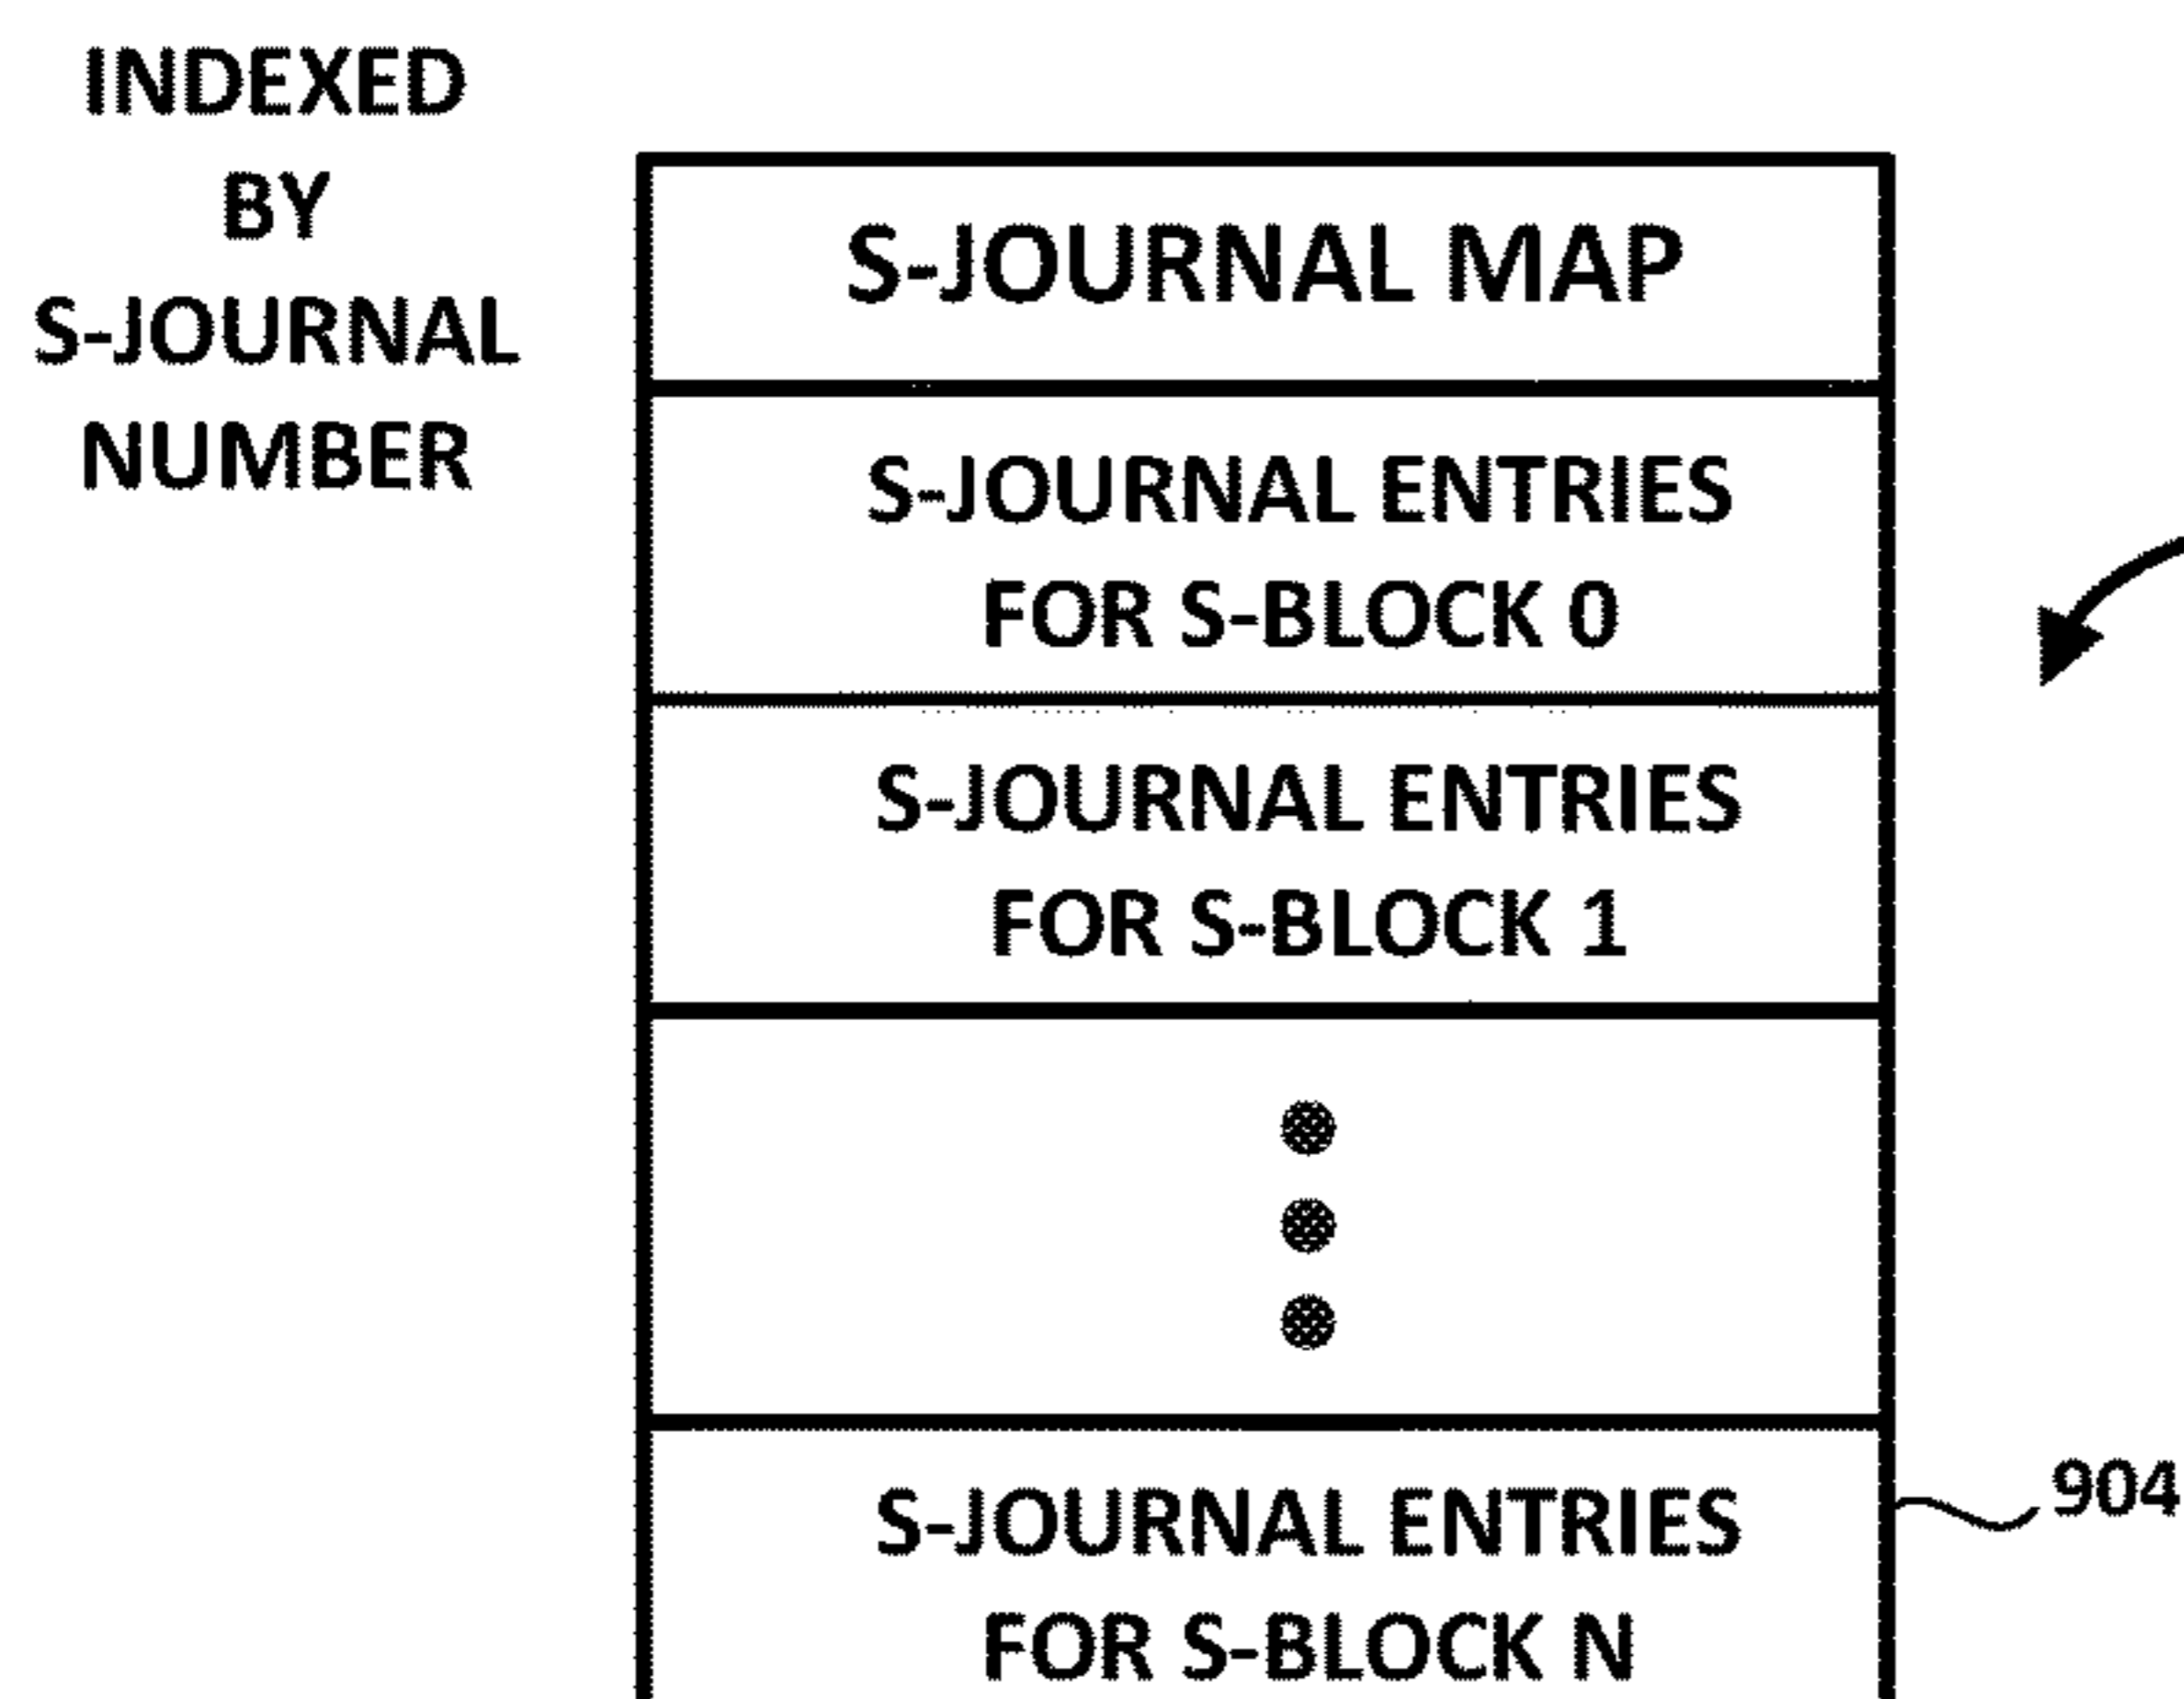 INDEXED
BY
S-JOURNAL
NUMBER
S-JOURNAL MAP
S-JOURNAL ENTRIES
FOR S-BLOCK 0
S-JOURNAL ENTRIES
FOR S-BLOCK 1
S-JOURNAL ENTRIES
FOR S-BLOCK N
904